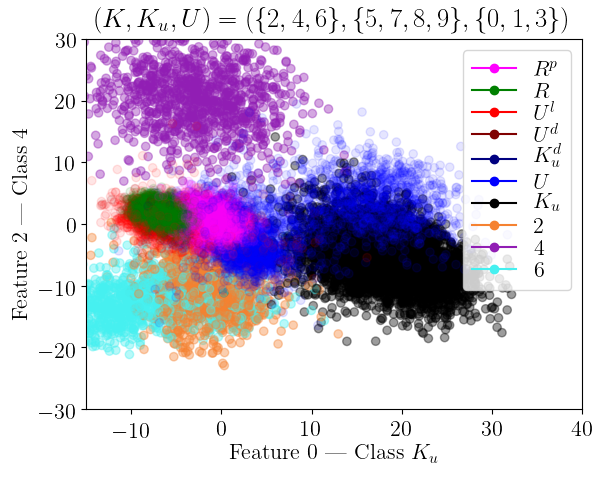 (K, K_u, U) = ({2, 4, 6}, {5, 7, 8, 9}, {0, 1, 3})
30
20
10
0
−10
−20
−30
Feature 2 — Class 4
R^p
R
U^l
U^d
K_u^d
U
K_u
2
4
6
−10
0
10
20
30
40
Feature 0 — Class K_u